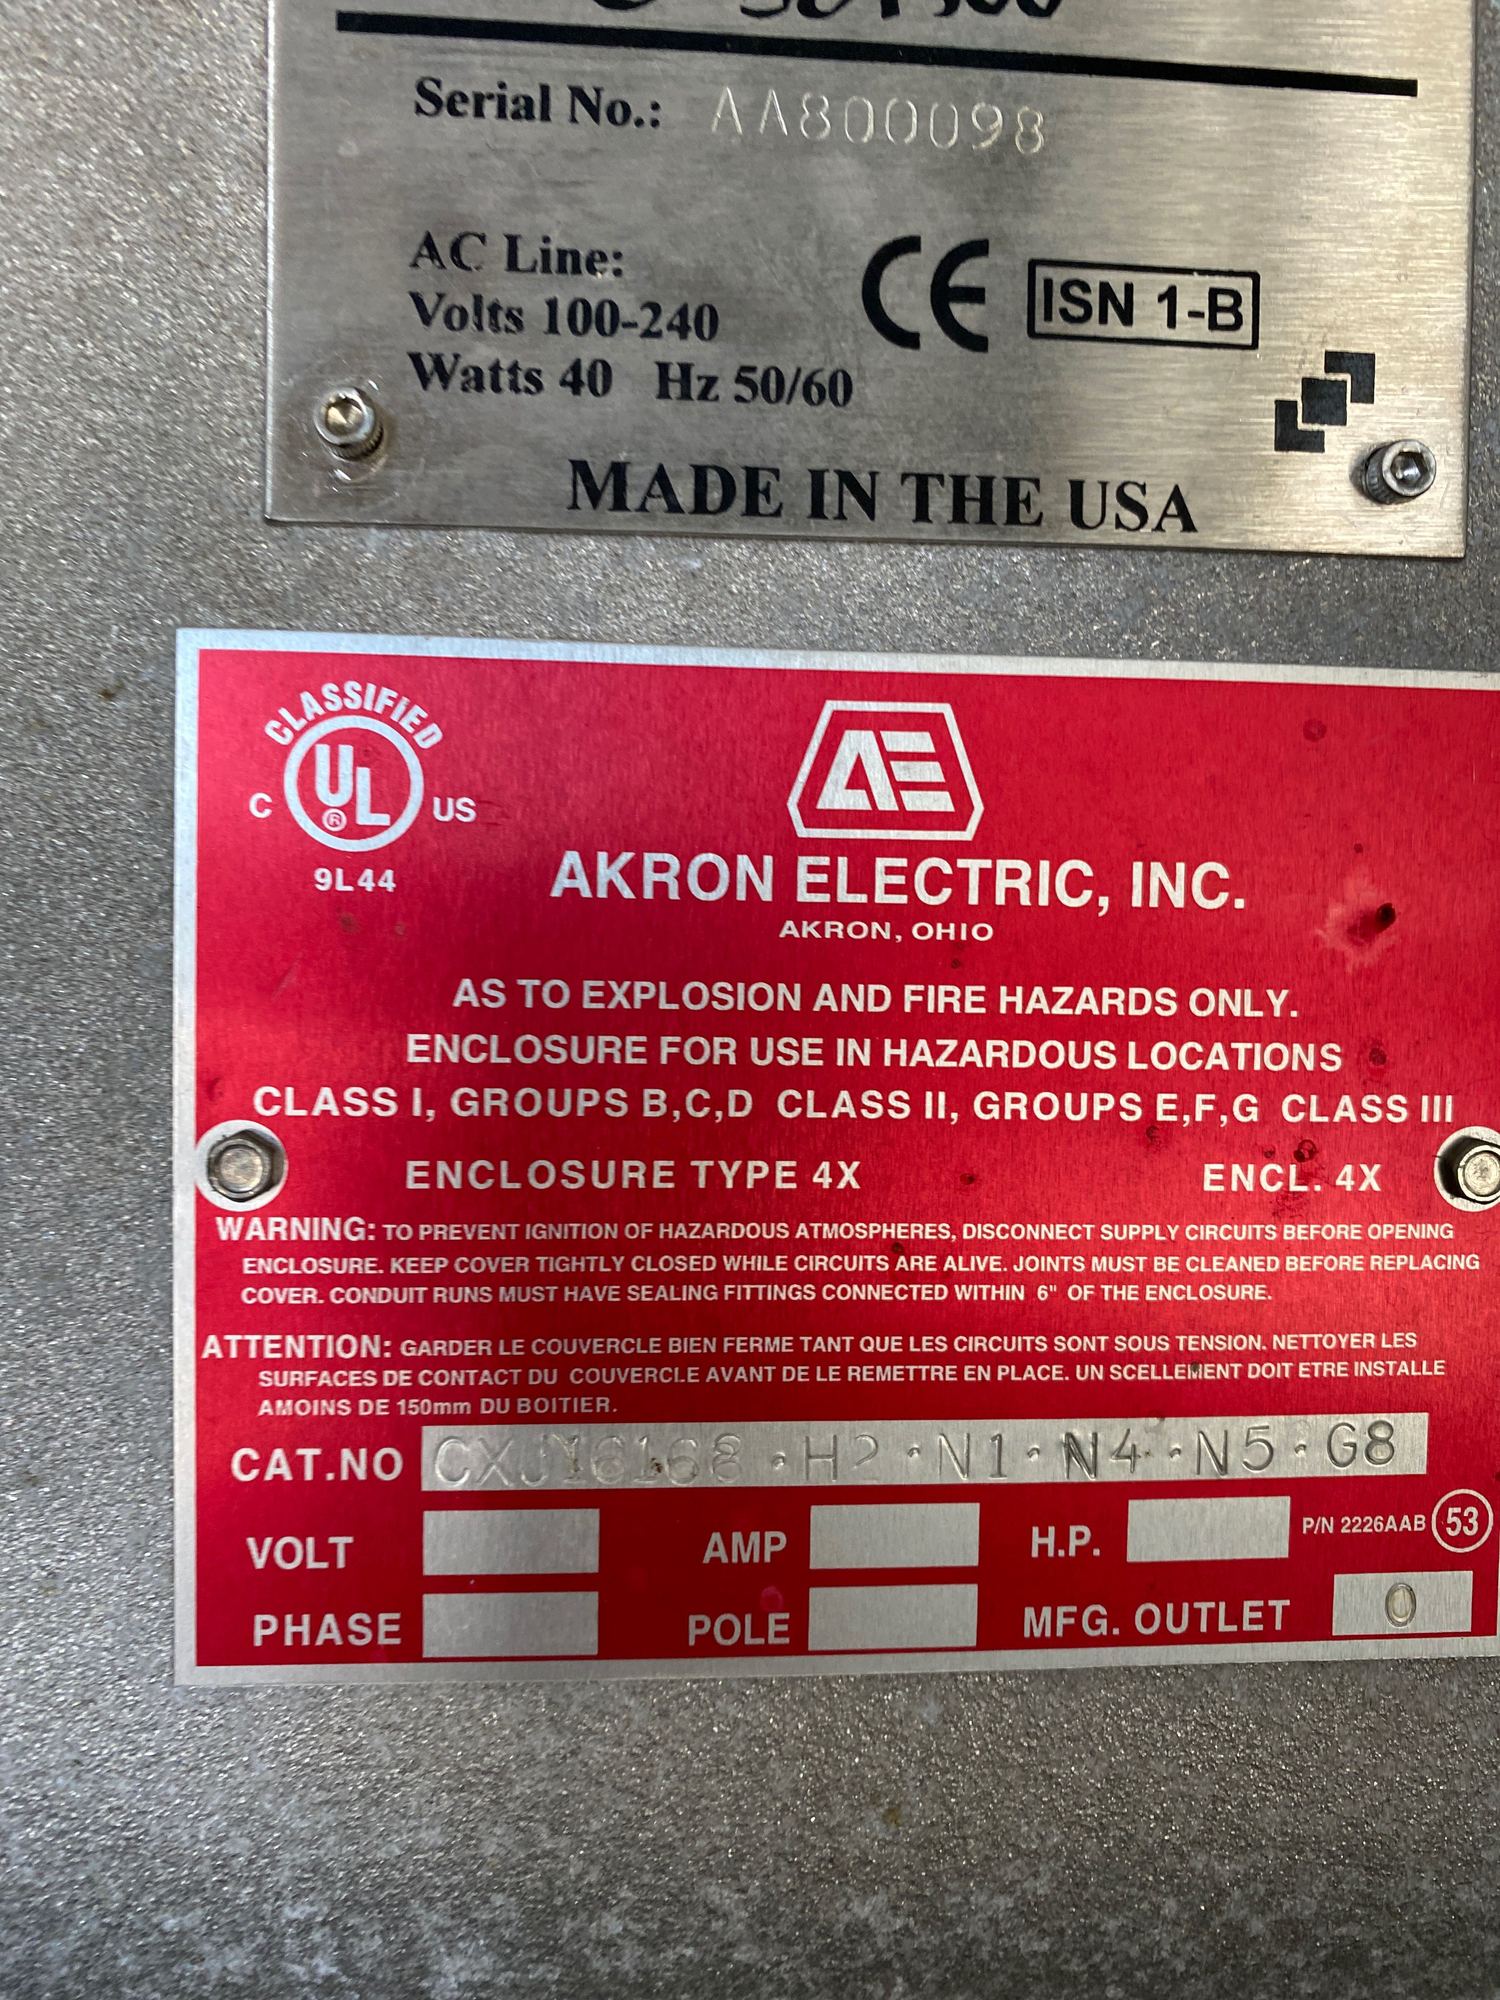 Serial No.: AA800098
AC Line:
Volts 100-240
Watts 40 Hz 50/60
CE ISN 1-B
MADE IN THE USA
CLASSIFIED
C UL® US
9L44
AE
AKRON ELECTRIC, INC.
AKRON, OHIO
AS TO EXPLOSION AND FIRE HAZARDS ONLY.
ENCLOSURE FOR USE IN HAZARDOUS LOCATIONS
CLASS I, GROUPS B,C,D CLASS II, GROUPS E,F,G CLASS III
ENCLOSURE TYPE 4X ENCL. 4X
WARNING: TO PREVENT IGNITION OF HAZARDOUS ATMOSPHERES, DISCONNECT SUPPLY CIRCUITS BEFORE OPENING
ENCLOSURE. KEEP COVER TIGHTLY CLOSED WHILE CIRCUITS ARE ALIVE. JOINTS MUST BE CLEANED BEFORE REPLACING
COVER. CONDUIT RUNS MUST HAVE SEALING FITTINGS CONNECTED WITHIN 6" OF THE ENCLOSURE.
ATTENTION: GARDER LE COUVERCLE BIEN FERME TANT QUE LES CIRCUITS SONT SOUS TENSION. NETTOYER LES
SURFACES DE CONTACT DU COUVERCLE AVANT DE LE REMETTRE EN PLACE. UN SCELLEMENT DOIT ETRE INSTALLE
AMOINS DE 150mm DU BOITIER.
CAT.NO CXJ16168·H2·N1·N4·N5·G8
VOLT AMP H.P. P/N 2226AAB 53
PHASE POLE MFG. OUTLET 0